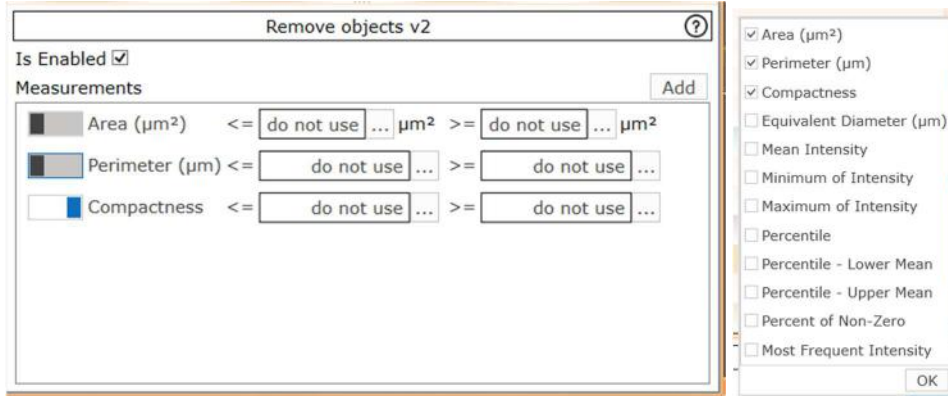 Remove objects v2 ?
Is Enabled
Measurements Add
Area (µm²) <= do not use ... µm² >= do not use ... µm²
Perimeter (µm) <= do not use ... >= do not use ...
Compactness <= do not use ... >= do not use ...
Area (µm²)
Perimeter (µm)
Compactness
Equivalent Diameter (µm)
Mean Intensity
Minimum of Intensity
Maximum of Intensity
Percentile
Percentile - Lower Mean
Percentile - Upper Mean
Percent of Non-Zero
Most Frequent Intensity
OK